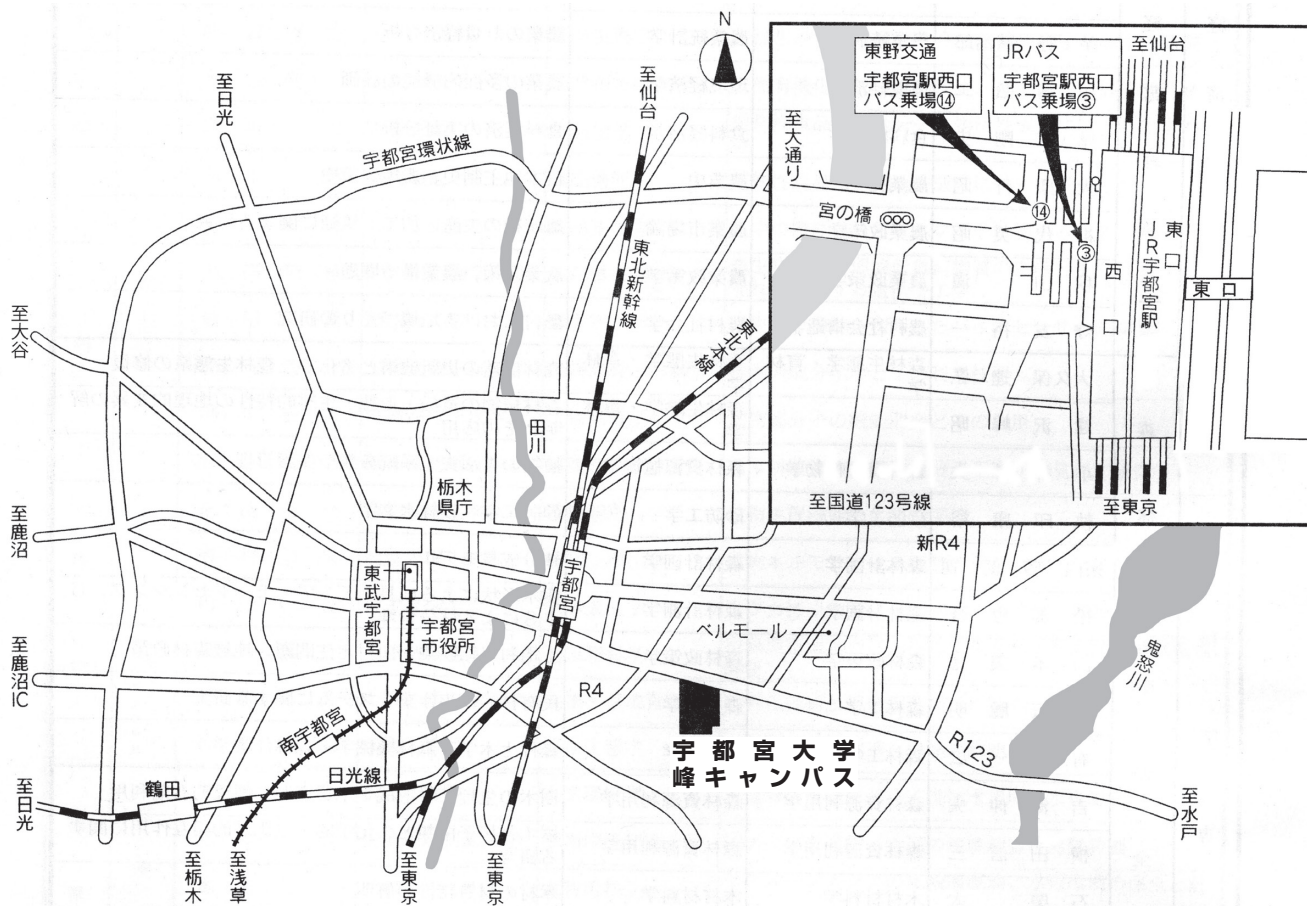 N
至仙台
至日光
宇都宮環状線
東北新幹線
東北本線
至大谷
田川
栃木
県庁
至鹿沼
東武宇都宮
宇都宮
宇都宮
市役所
至鹿沼IC
南宇都宮
R4
ベルモール
新R4
鬼怒川
宇都宮大学
峰キャンパス
R123
至水戸
日光線
鶴田
至日光
至栃木
至浅草
至東京
至東京
東野交通
宇都宮駅西口
バス乗場⑭
JRバス
宇都宮駅西口
バス乗場③
至仙台
至大通り
宮の橋
⑭
③
西口
JR宇都宮駅
東口
東口
至国道123号線
至東京